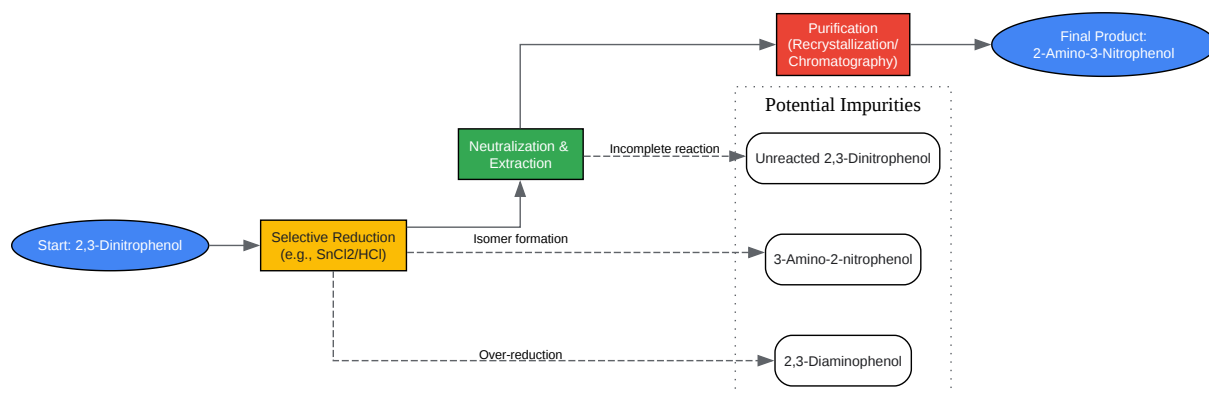 Purification
(Recrystallization/
Chromatography)
Final Product:
2-Amino-3-Nitrophenol
Potential Impurities
Neutralization &
Extraction
Incomplete reaction
Unreacted 2,3-Dinitrophenol
Start: 2,3-Dinitrophenol
Selective Reduction
(e.g., SnCl2/HCl)
Isomer formation
3-Amino-2-nitrophenol
Over-reduction
2,3-Diaminophenol